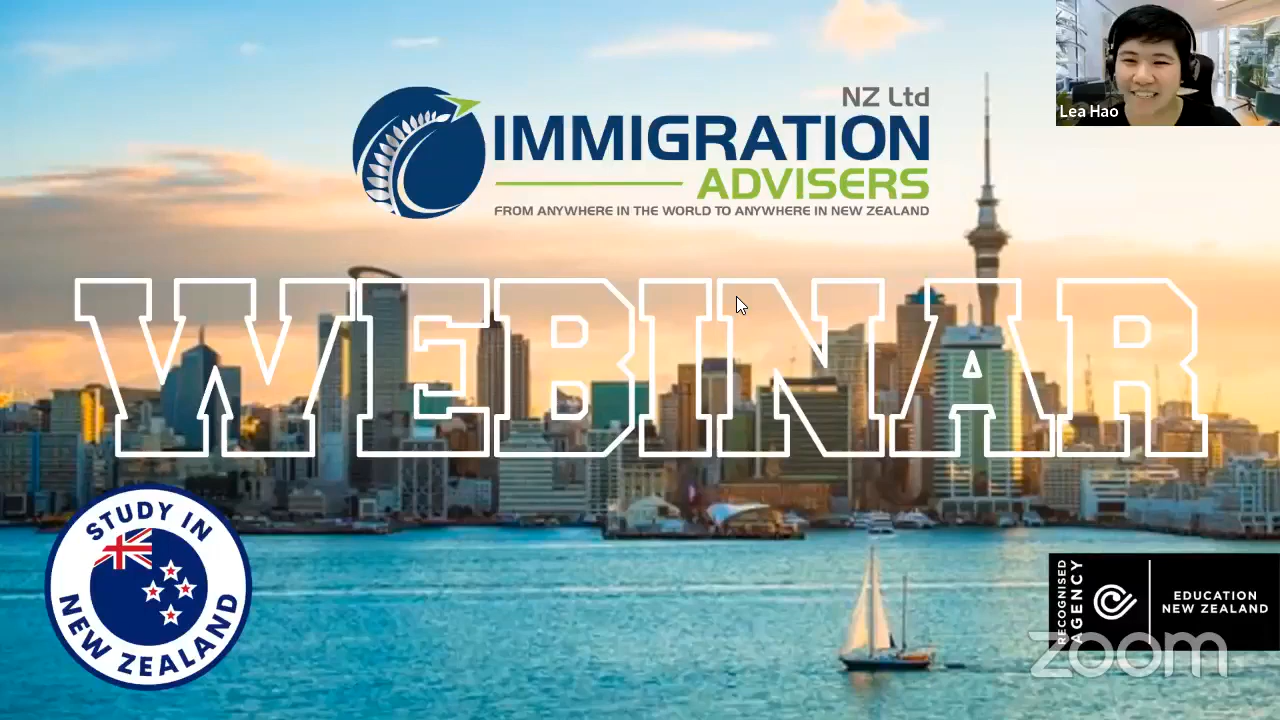 Lea Hao
NZ Ltd
IMMIGRATION
ADVISERS
FROM ANYWHERE IN THE WORLD TO ANYWHERE IN NEW ZEALAND
WEBINAR
STUDY IN
NEW ZEALAND
RECOGNISED
AGENCY
EDUCATION
NEW ZEALAND
zoom